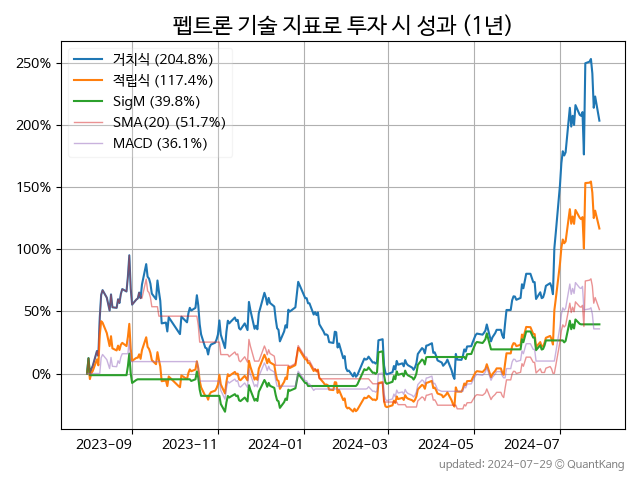 펩트론 기술 지표로 투자 시 성과 (1년)
거치식 (204.8%)
적립식 (117.4%)
SigM (39.8%)
SMA(20) (51.7%)
MACD (36.1%)
250%
200%
150%
100%
50%
0%
2023-09 2023-11 2024-01 2024-03 2024-05 2024-07
updated: 2024-07-29 © QuantKang